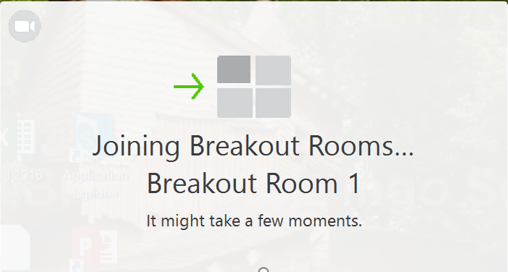 Joining Breakout Rooms...
Breakout Room 1
It might take a few moments.